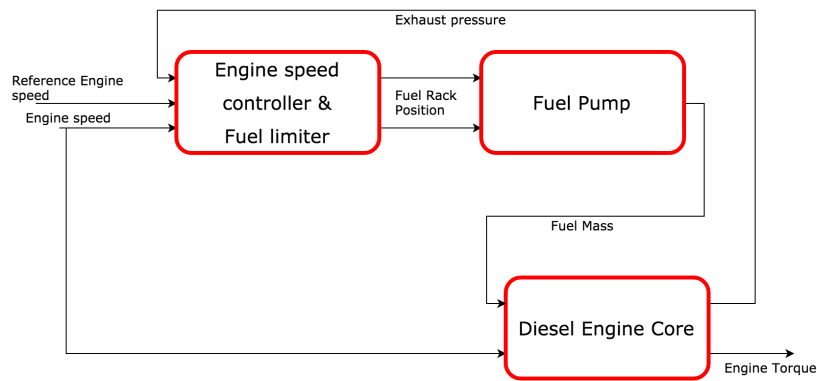 Exhaust pressure
Reference Engine
speed
Engine speed
Engine speed
controller &
Fuel limiter
Fuel Rack
Position
Fuel Pump
Fuel Mass
Diesel Engine Core
Engine Torque